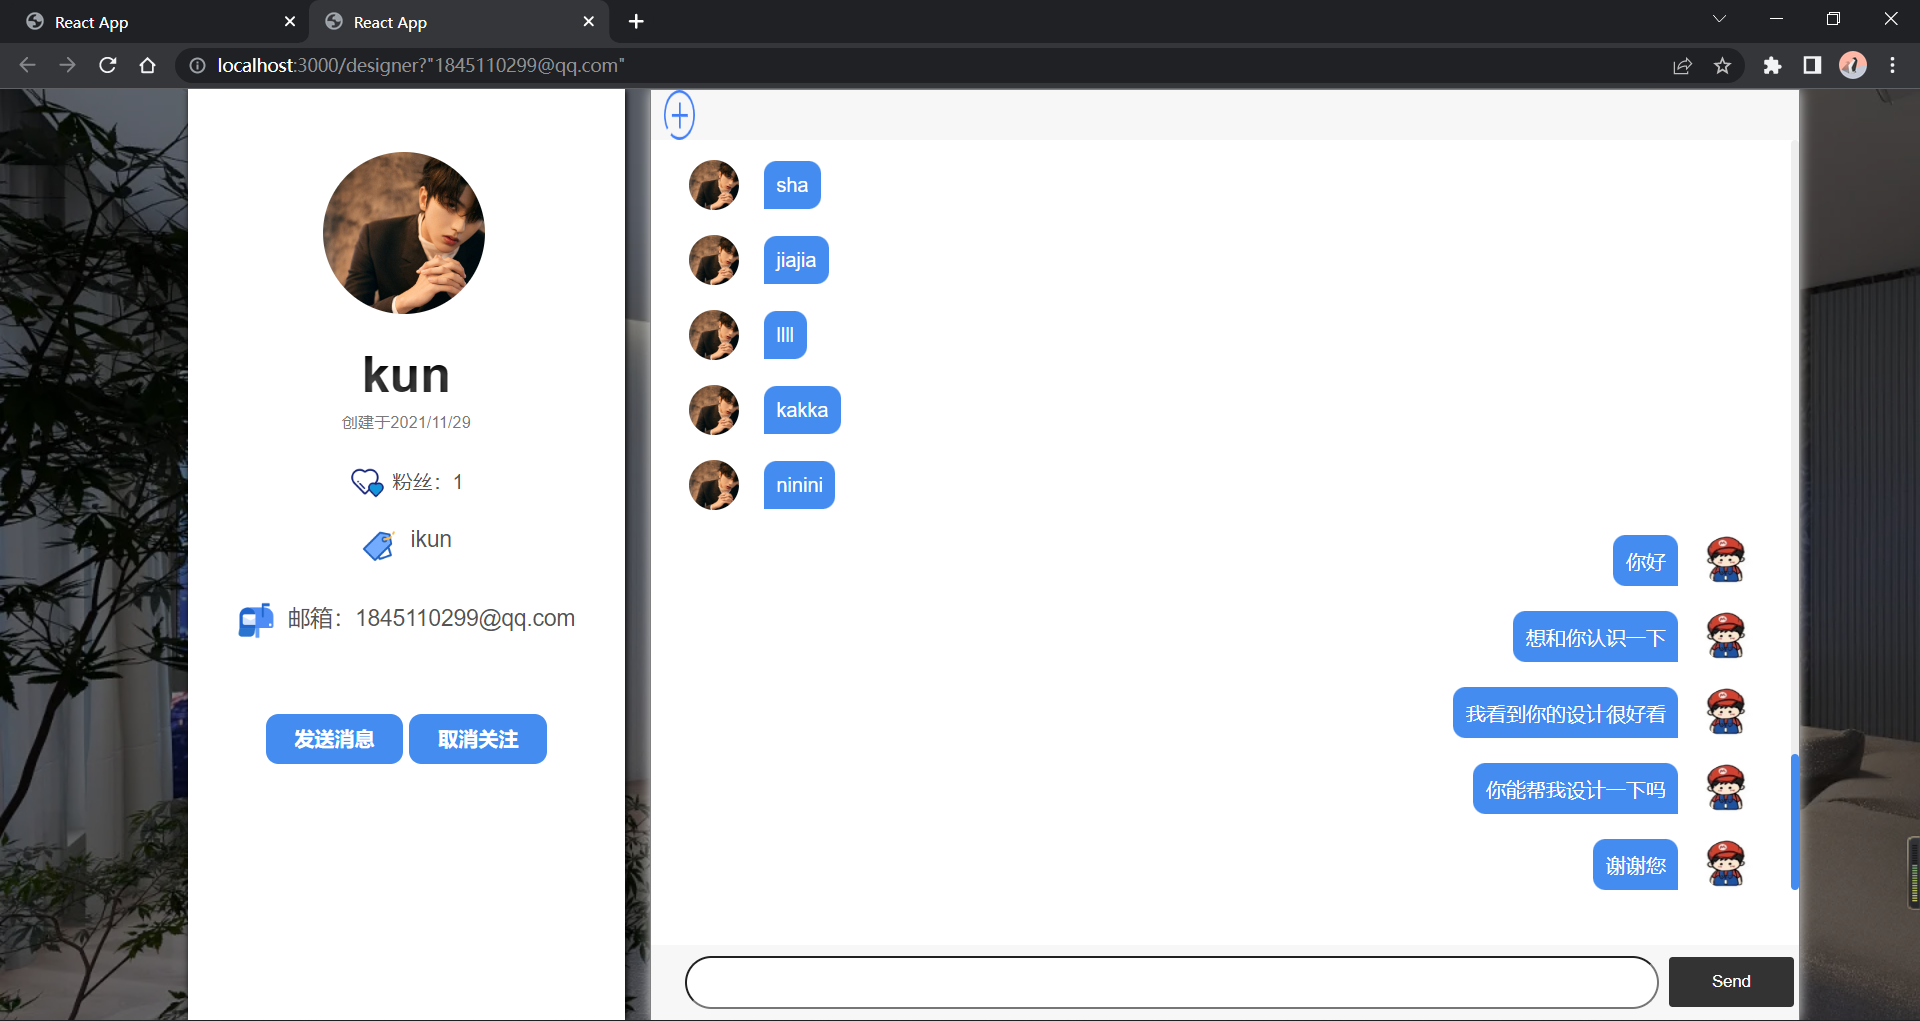 React App
React App
localhost:3000/designer?"1845110299@qq.com"
kun
创建于2021/11/29
粉丝：1
ikun
邮箱：1845110299@qq.com
发送消息
取消关注
sha
jiajia
llll
kakka
ninini
你好
想和你认识一下
我看到你的设计很好看
你能帮我设计一下吗
谢谢您
Send